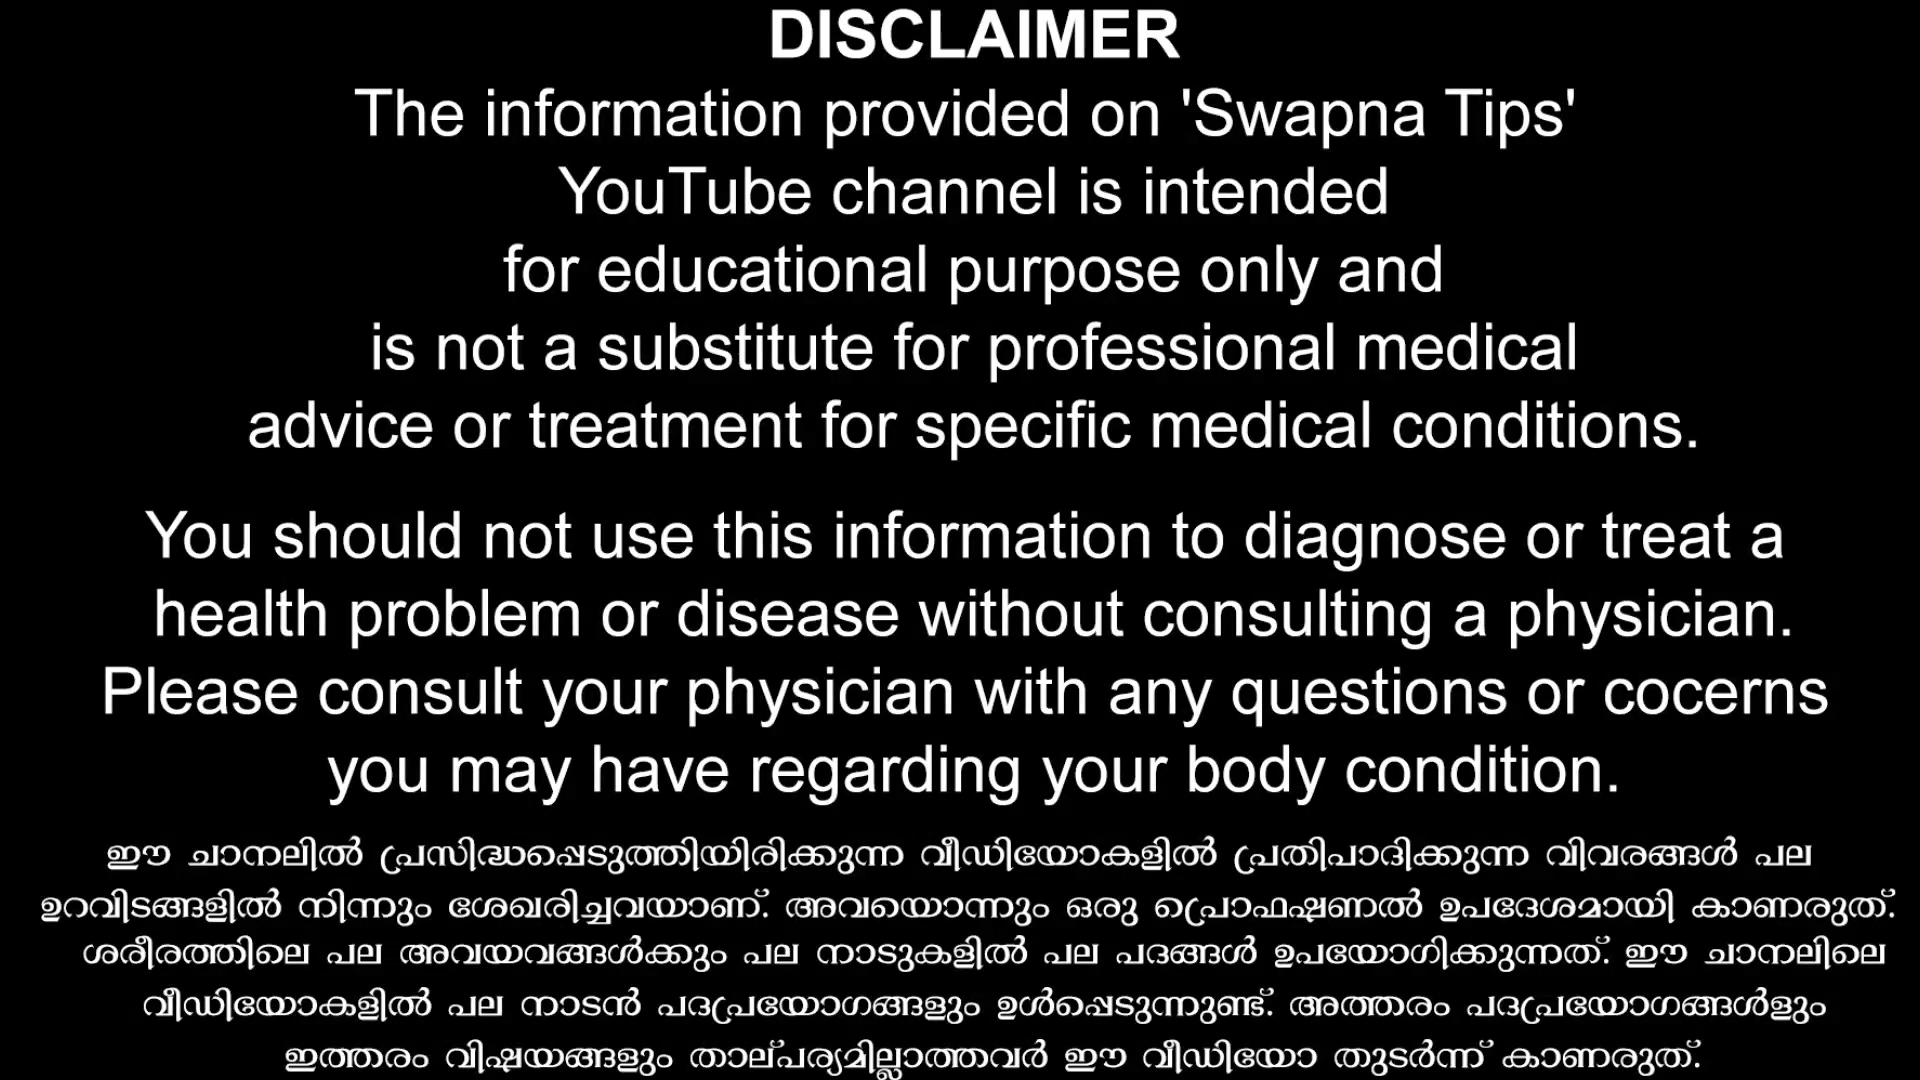 DISCLAIMER
The information provided on 'Swapna Tips'
YouTube channel is intended
for educational purpose only and
is not a substitute for professional medical
advice or treatment for specific medical conditions.
You should not use this information to diagnose or treat a
health problem or disease without consulting a physician.
Please consult your physician with any questions or cocerns
you may have regarding your body condition.
ഈ ചാനലിൽ പ്രസിദ്ധപ്പെടുത്തിയിരിക്കുന്ന വീഡിയോകളിൽ പ്രതിപാദിക്കുന്ന വിവരങ്ങൾ പല
ഉറവിടങ്ങളിൽ നിന്നും ശേഖരിച്ചവയാണ്. അവയൊന്നും ഒരു പ്രൊഫഷണൽ ഉപദേശമായി കാണരുത്.
ശരീരത്തിലെ പല അവയവങ്ങൾക്കും പല നാടുകളിൽ പല പദങ്ങൾ ഉപയോഗിക്കുന്നത്. ഈ ചാനലിലെ
വീഡിയോകളിൽ പല നാടൻ പദപ്രയോഗങ്ങളും ഉൾപ്പെടുന്നുണ്ട്. അത്തരം പദപ്രയോഗങ്ങൾളും
ഇത്തരം വിഷയങ്ങളും താല്പര്യമില്ലാത്തവർ ഈ വീഡിയോ തുടർന്ന് കാണരുത്.